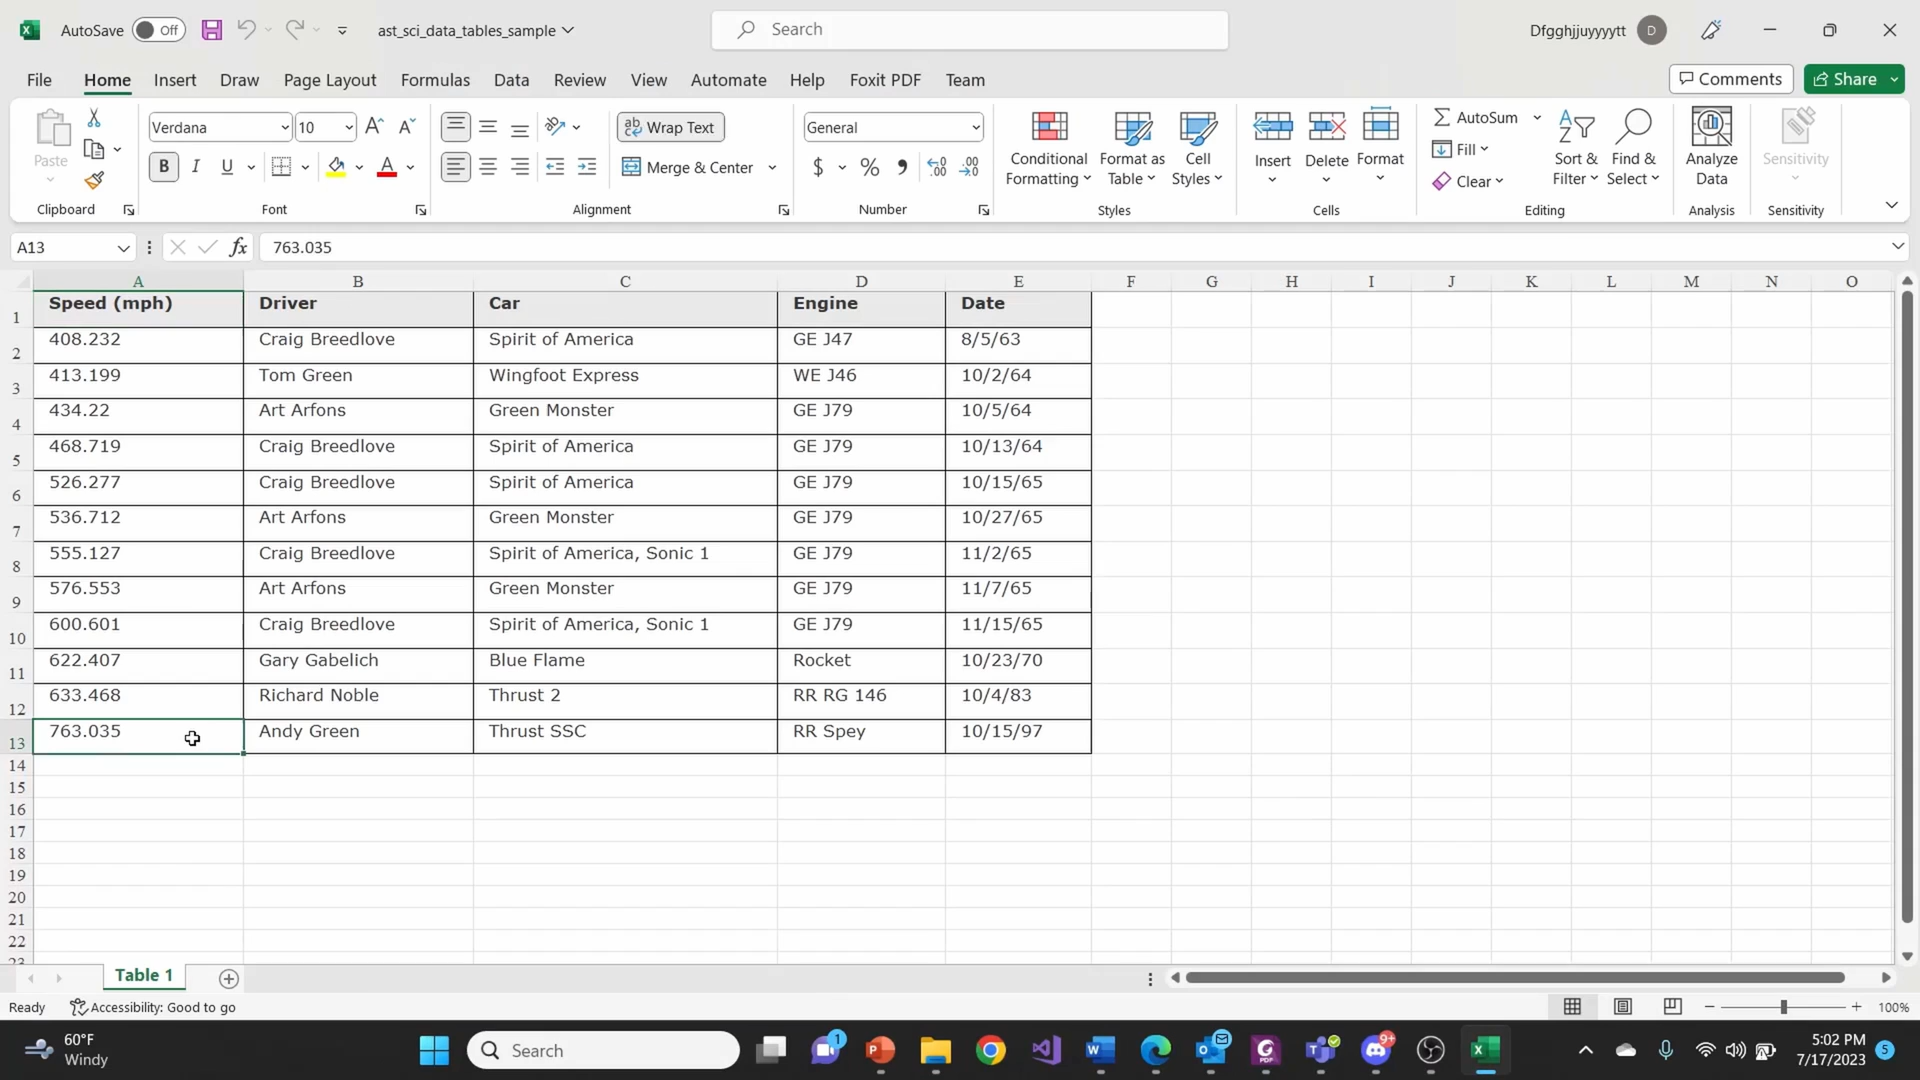 AutoSave Off ast_sci_data_tables_sample Search Dfgghjjuyyyytt D
File Home Insert Draw Page Layout Formulas Data Review View Automate Help Foxit PDF Team Comments Share
Paste
Clipboard
Verdana 10
B I U A
Font
Wrap Text
Merge & Center
Alignment
General
$ % ,
Number
Conditional Formatting
Format as Table
Cell Styles
Styles
Insert Delete Format
Cells
AutoSum
Fill
Clear
Sort & Filter
Find & Select
Editing
Analyze Data
Analysis
Sensitivity
Sensitivity
A13 fx 763.035
A B C D E F G H I J K L M N O
1 Speed (mph) Driver Car Engine Date
2 408.232 Craig Breedlove Spirit of America GE J47 8/5/63
3 413.199 Tom Green Wingfoot Express WE J46 10/2/64
4 434.22 Art Arfons Green Monster GE J79 10/5/64
5 468.719 Craig Breedlove Spirit of America GE J79 10/13/64
6 526.277 Craig Breedlove Spirit of America GE J79 10/15/65
7 536.712 Art Arfons Green Monster GE J79 10/27/65
8 555.127 Craig Breedlove Spirit of America, Sonic 1 GE J79 11/2/65
9 576.553 Art Arfons Green Monster GE J79 11/7/65
10 600.601 Craig Breedlove Spirit of America, Sonic 1 GE J79 11/15/65
11 622.407 Gary Gabelich Blue Flame Rocket 10/23/70
12 633.468 Richard Noble Thrust 2 RR RG 146 10/4/83
13 763.035 Andy Green Thrust SSC RR Spey 10/15/97
14
15
16
17
18
19
20
21
22
23
Table 1
Ready Accessibility: Good to go 100%
60°F
Windy
Search
1
9+
5:02 PM
7/17/2023
5